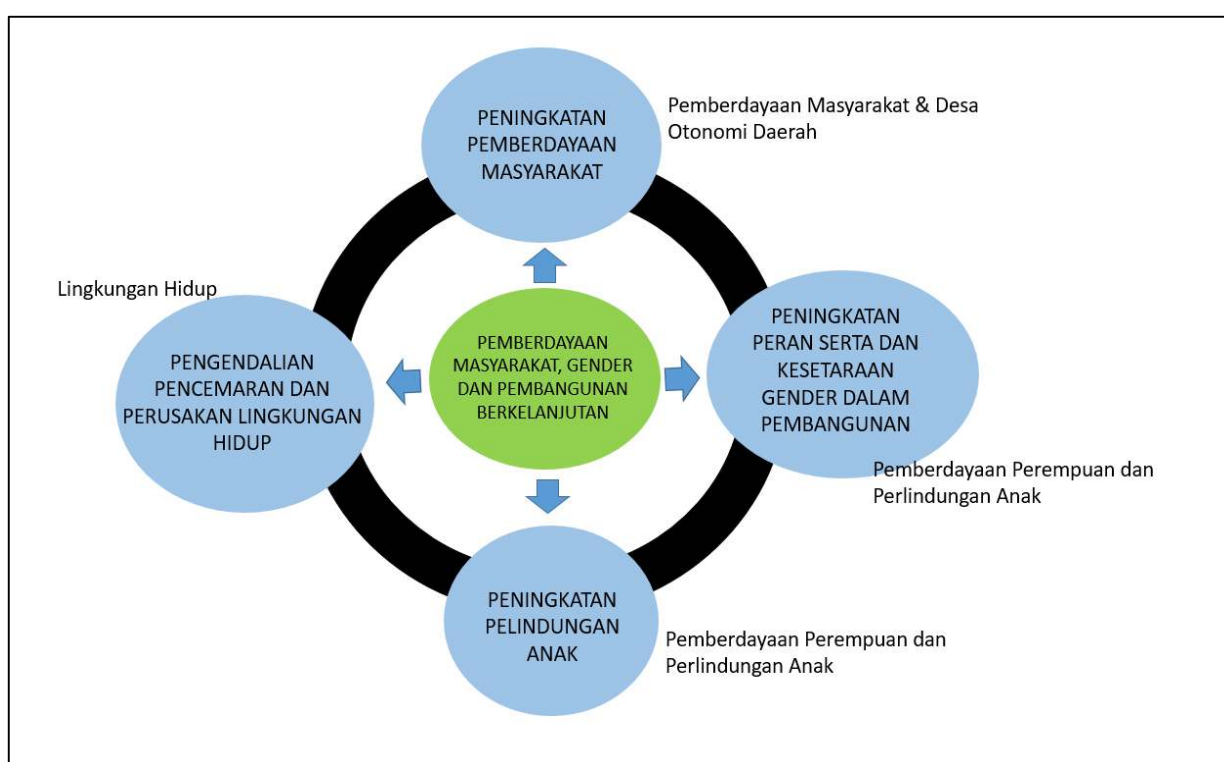 PENINGKATAN
PEMBERDAYAAN
MASYARAKAT
Pemberdayaan Masyarakat & Desa
Otonomi Daerah
Lingkungan Hidup
PENGENDALIAN
PENCEMARAN DAN
PERUSAKAN LINGKUNGAN
HIDUP
PEMBERDAYAAN
MASYARAKAT, GENDER
DAN PEMBANGUNAN
BERKELANJUTAN
PENINGKATAN
PERAN SERTA DAN
KESETARAAN
GENDER DALAM
PEMBANGUNAN
Pemberdayaan Perempuan dan
Perlindungan Anak
PENINGKATAN
PELINDUNGAN
ANAK
Pemberdayaan Perempuan dan
Perlindungan Anak